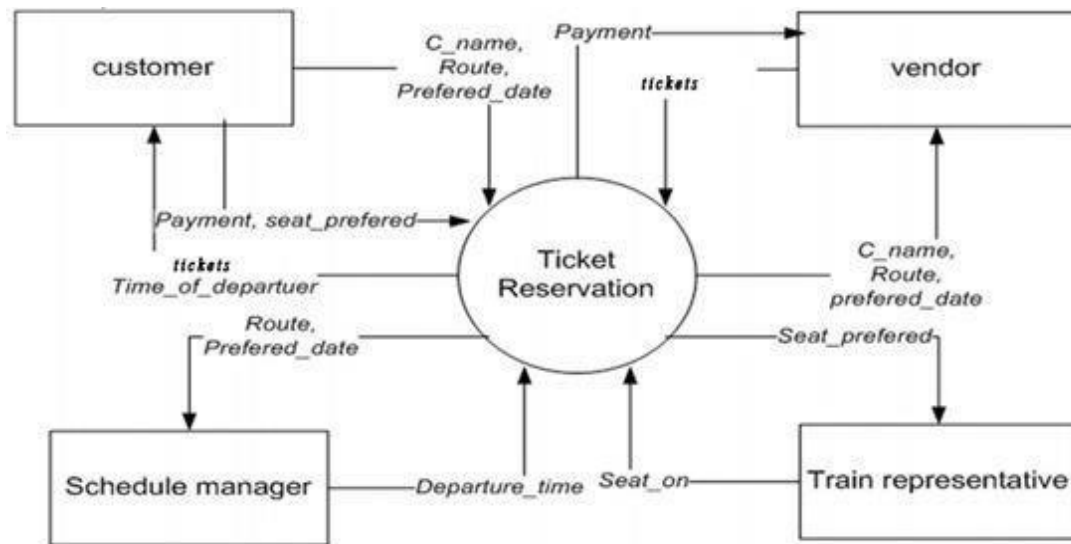 customer
C_name,
Route,
Prefered_date
Payment
tickets
vendor
Payment, seat_prefered
tickets
Time_of_departuer
Ticket
Reservation
C_name,
Route,
prefered_date
Route,
Prefered_date
Seat_prefered
Schedule manager
Departure_time
Seat_on
Train representative